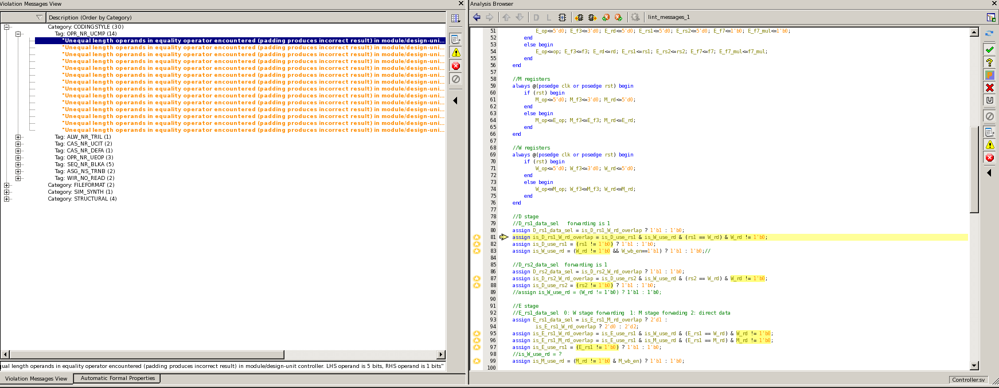 Violation Messages View
Description (Order by Category)
Category: CODINGSTYLE (30)
Tag: OPR_NR_UCMP (14)
"Unequal length operands in equality operator encountered (padding produces incorrect result) in module/design-uni...
"Unequal length operands in equality operator encountered (padding produces incorrect result) in module/design-uni...
"Unequal length operands in equality operator encountered (padding produces incorrect result) in module/design-uni...
"Unequal length operands in equality operator encountered (padding produces incorrect result) in module/design-uni...
"Unequal length operands in equality operator encountered (padding produces incorrect result) in module/design-uni...
"Unequal length operands in equality operator encountered (padding produces incorrect result) in module/design-uni...
"Unequal length operands in equality operator encountered (padding produces incorrect result) in module/design-uni...
"Unequal length operands in equality operator encountered (padding produces incorrect result) in module/design-uni...
"Unequal length operands in equality operator encountered (padding produces incorrect result) in module/design-uni...
"Unequal length operands in equality operator encountered (padding produces incorrect result) in module/design-uni...
"Unequal length operands in equality operator encountered (padding produces incorrect result) in module/design-uni...
"Unequal length operands in equality operator encountered (padding produces incorrect result) in module/design-uni...
"Unequal length operands in equality operator encountered (padding produces incorrect result) in module/design-uni...
"Unequal length operands in equality operator encountered (padding produces incorrect result) in module/design-uni...
Tag: ALW_NR_TRIL (1)
Tag: CAS_NR_UCIT (2)
Tag: CAS_NR_DEFA (1)
Tag: OPR_NR_UEOP (3)
Tag: SEQ_NR_BLKA (5)
Tag: ASG_NS_TRNB (2)
Tag: WIR_NO_READ (2)
Category: FILEFORMAT (2)
Category: SIM_SYNTH (1)
Category: STRUCTURAL (4)
ual length operands in equality operator encountered (padding produces incorrect result) in module/design-unit controller. LHS operand is 5 bits, RHS operand is 1 bits"
Violation Messages View
Automatic Formal Properties
Analysis Browser
D L lint_messages_1
51 E_op<=5'd0; E_f3<=3'd0; E_rd<=5'd0; E_rs1<=5'd0; E_rs2<=5'd0; E_f7<=1'b0; E_f7_mul<=1'b0;
52 end
53 else begin
54 E_op<=op; E_f3<=f3; E_rd<=rd; E_rs1<=rs1; E_rs2<=rs2; E_f7<=f7; E_f7_mul<=f7_mul;
55 end
56 end
57
58 //M registers
59 always @(posedge clk or posedge rst) begin
60 if (rst) begin
61 M_op<=5'd0; M_f3<=3'd0; M_rd<=5'd0;
62 end
63 else begin
64 M_op<=E_op; M_f3<=E_f3; M_rd<=E_rd;
65 end
66 end
67
68 //W registers
69 always @(posedge clk or posedge rst) begin
70 if (rst) begin
71 W_op<=5'd0; W_f3<=3'd0; W_rd<=5'd0;
72 end
73 else begin
74 W_op<=M_op; W_f3<=M_f3; W_rd<=M_rd;
75 end
76 end
77
78 //D stage
79 //D_rs1_data_sel forwarding is 1
80 assign D_rs1_data_sel = is_D_rs1_W_rd_overlap ? 1'b1 : 1'b0;
81 assign is_D_rs1_W_rd_overlap = is_D_use_rs1 & is_W_use_rd & (rs1 == W_rd) & W_rd != 1'b0;
82 assign is_D_use_rs1 = (rs1 != 1'b0) ? 1'b1 : 1'b0;
83 assign is_W_use_rd = (W_rd != 1'b0 && W_wb_en==1'b1) ? 1'b1 : 1'b0;//
84
85 //D_rs2_data_sel forwarding is 1
86 assign D_rs2_data_sel = is_D_rs2_W_rd_overlap ? 1'b1 : 1'b0;
87 assign is_D_rs2_W_rd_overlap = is_D_use_rs2 & is_W_use_rd & (rs2 == W_rd) & W_rd != 1'b0;
88 assign is_D_use_rs2 = (rs2 != 1'b0) ? 1'b1 : 1'b0;
89 //assign is_W_use_rd = (W_rd != 1'b0) ? 1'b1 : 1'b0;
90
91 //E stage
92 //E_rs1_data_sel 0: W stage forwarding 1: M stage forwading 2: direct data
93 assign E_rs1_data_sel = is_E_rs1_M_rd_overlap ? 2'd1 :
94 is_E_rs1_W_rd_overlap ? 2'd0 : 2'd2;
95 assign is_E_rs1_W_rd_overlap = is_E_use_rs1 & is_W_use_rd & (E_rs1 == W_rd) & W_rd != 1'b0;
96 assign is_E_rs1_M_rd_overlap = is_E_use_rs1 & is_M_use_rd & (E_rs1 == M_rd) & M_rd != 1'b0;
97 assign is_E_use_rs1 = (E_rs1 != 1'b0) ? 1'b1 : 1'b0;
98 //is_W_use_rd = ?
99 assign is_M_use_rd = (M_rd != 1'b0 & M_wb_en) ? 1'b1 : 1'b0;
100
Controller.sv